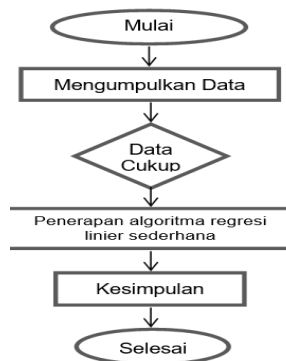 Mulai
Mengumpulkan Data
Data
Cukup
Penerapan algoritma regresi
linier sederhana
Kesimpulan
Selesai